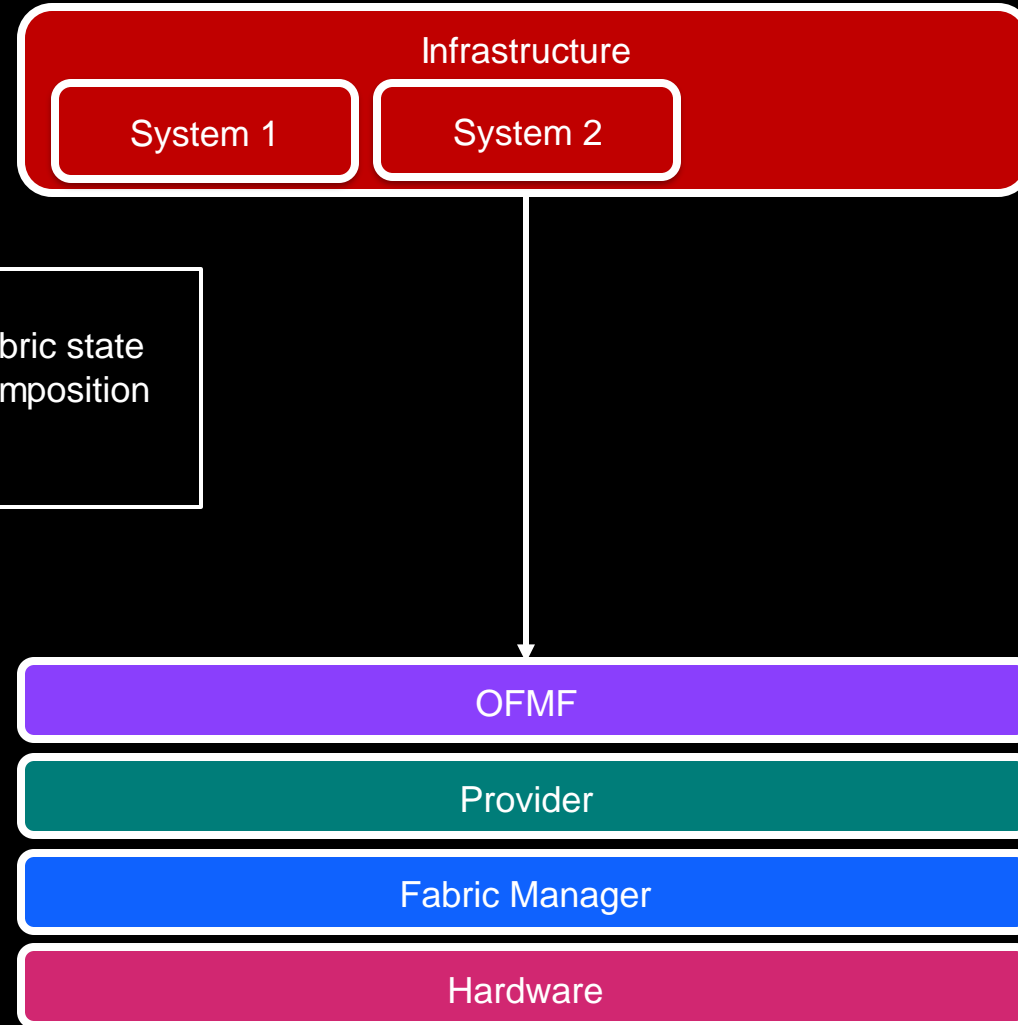 Infrastructure
System 1
System 2
bric state
mposition
OFMF
Provider
Fabric Manager
Hardware